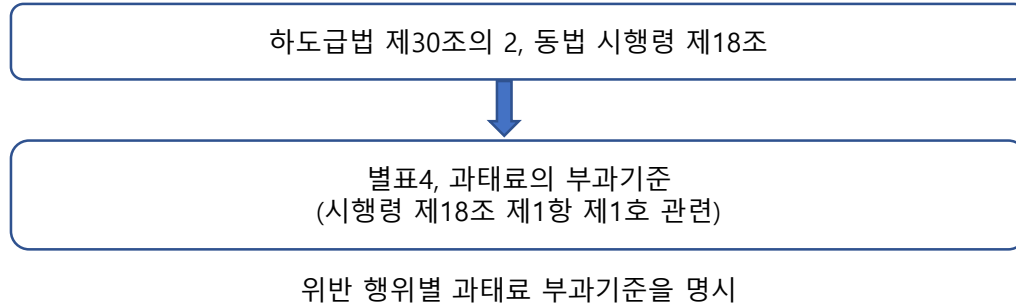 하도급법 제30조의 2, 동법 시행령 제18조
별표4, 과태료의 부과기준
(시행령 제18조 제1항 제1호 관련)
위반 행위별 과태료 부과기준을 명시